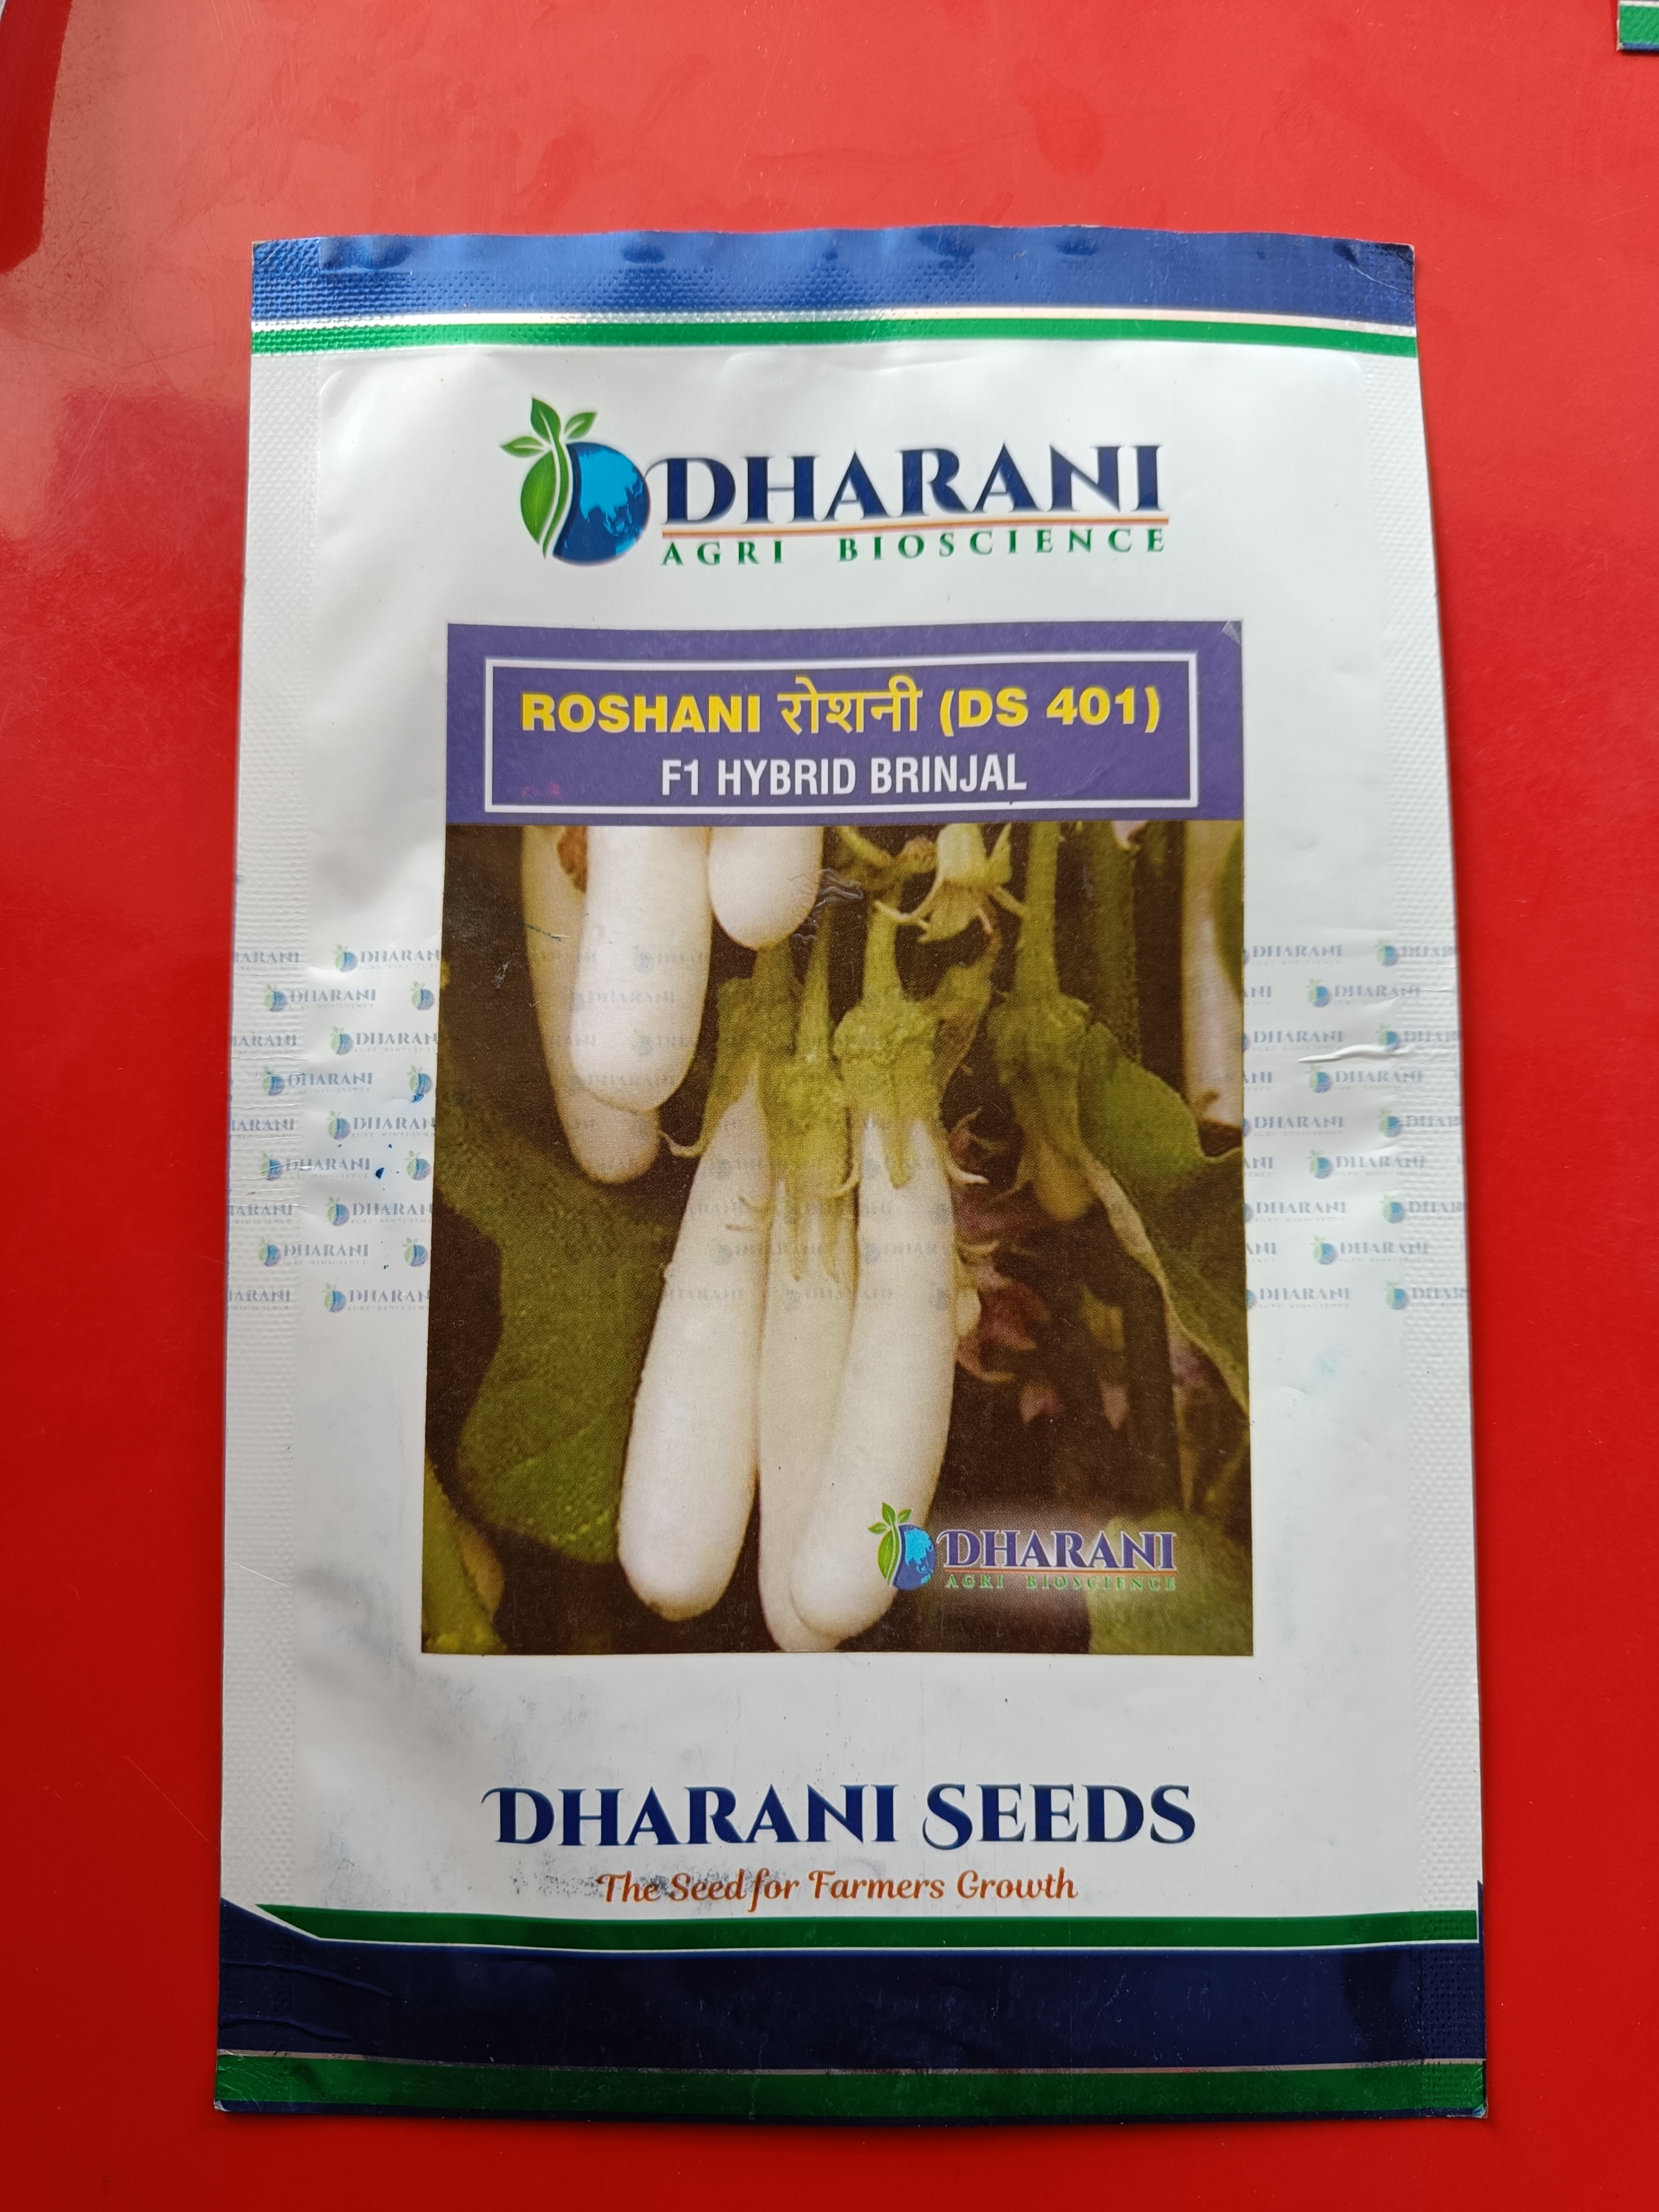 DHARANI
AGRI BIOSCIENCE
ROSHANI रोशनी (DS 401)
F1 HYBRID BRINJAL
DHARANI
AGRI BIOSCIENCE
DHARANI SEEDS
The Seed for Farmers Growth